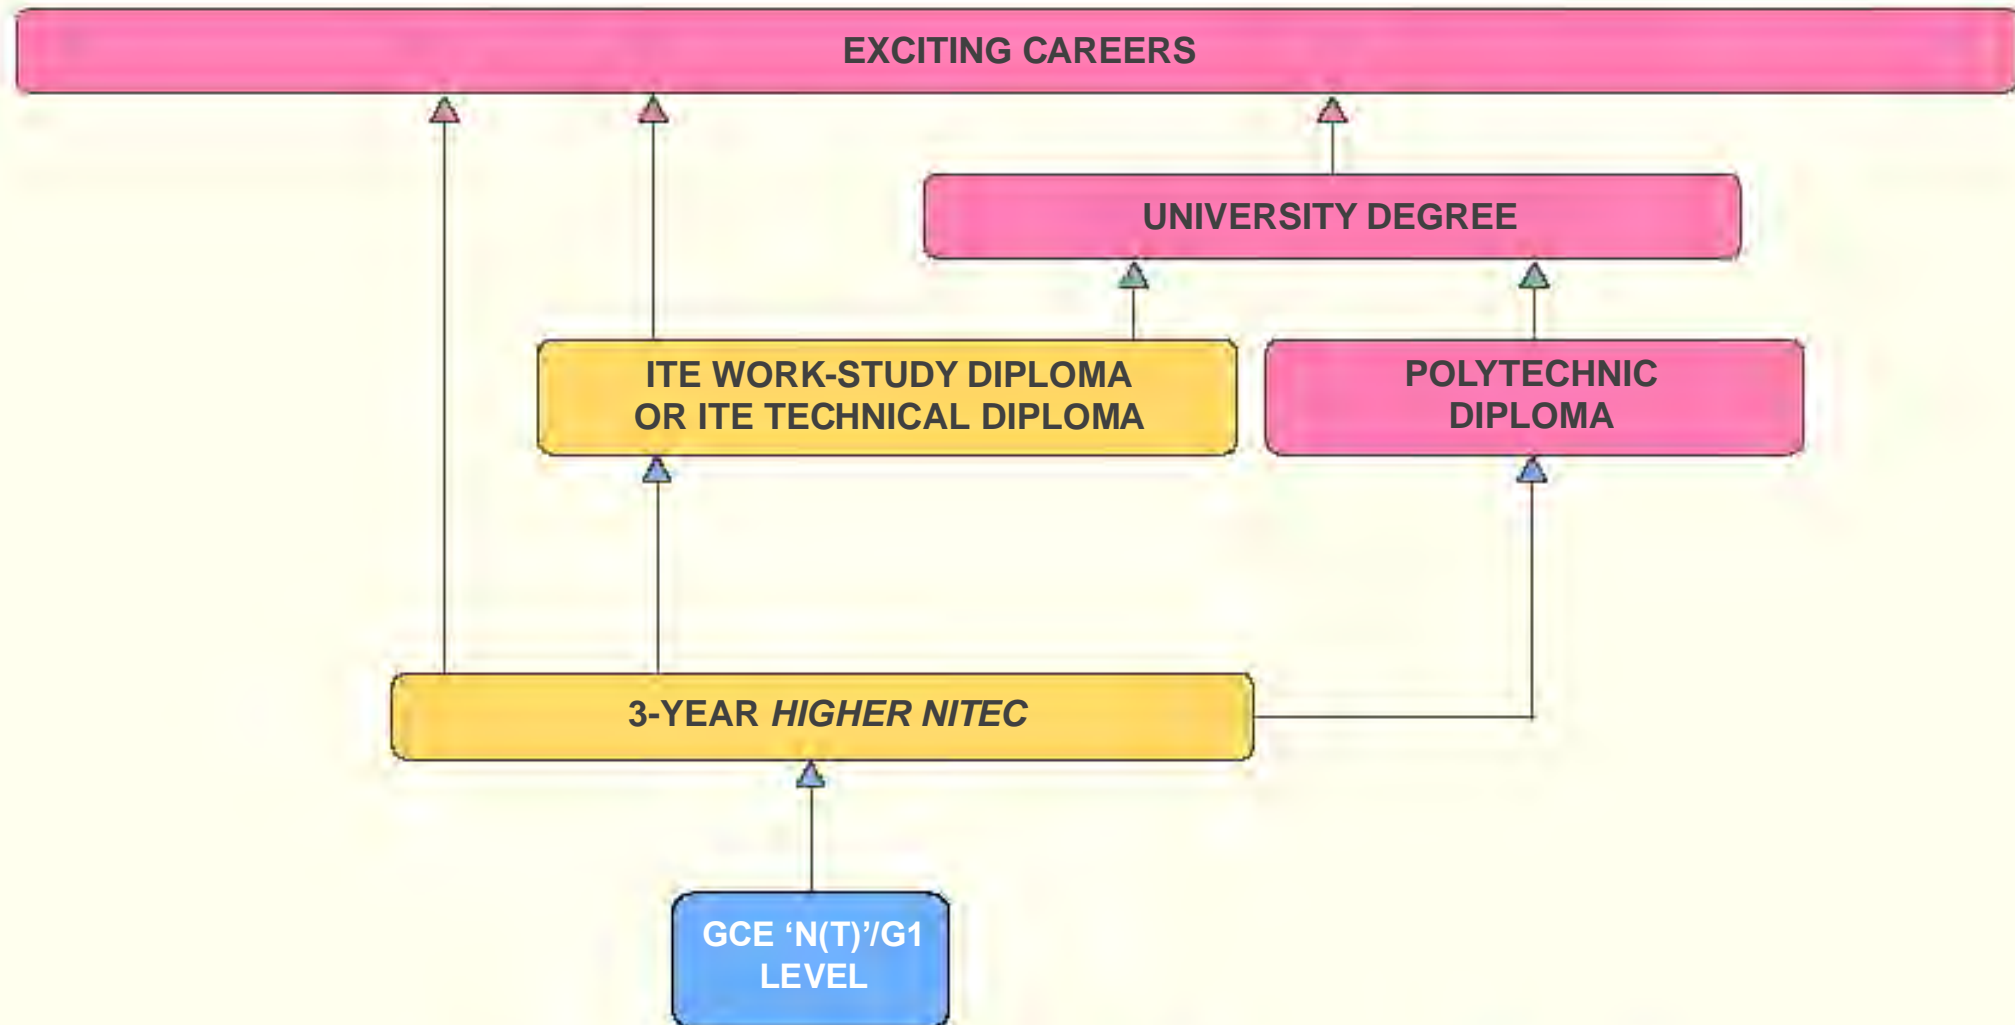 EXCITING CAREERS
UNIVERSITY DEGREE
ITE WORK-STUDY DIPLOMA
OR ITE TECHNICAL DIPLOMA
POLYTECHNIC
DIPLOMA
3-YEAR HIGHER NITEC
GCE ‘N(T)’/G1
LEVEL